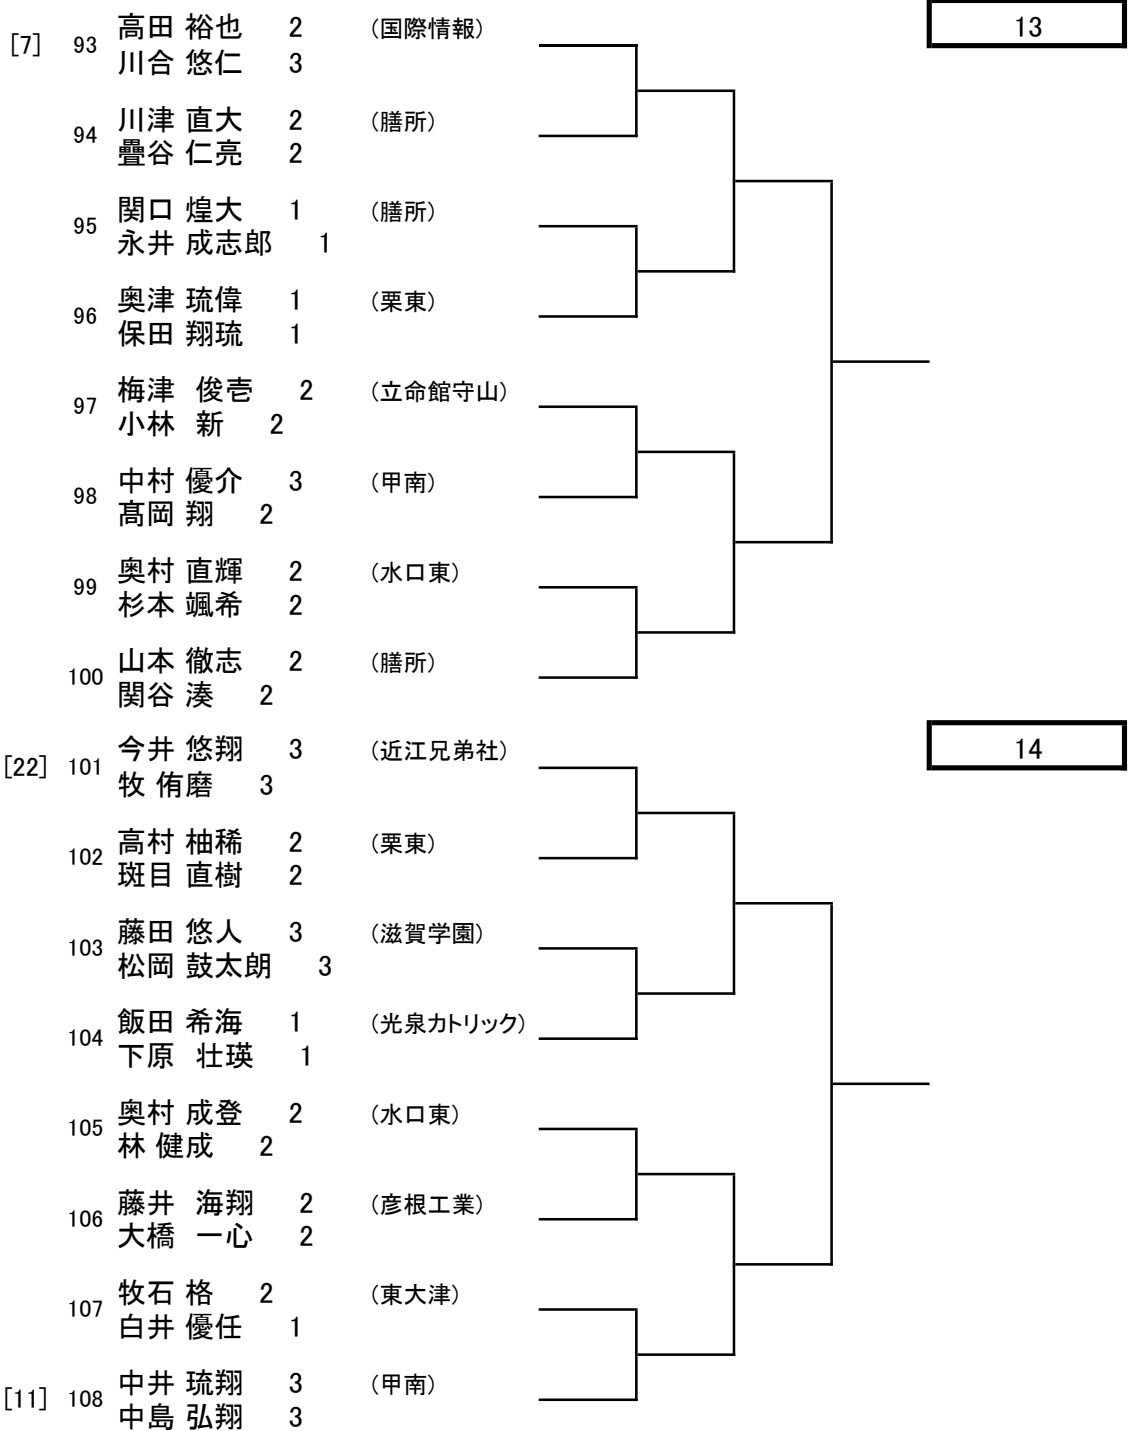 高田 裕也 2 (国際情報) 13
[7] 93
川合 悠仁 3
川津 直大 2 (膳所)
94
疊谷 仁亮 2
関口 煌大 1 (膳所)
95
永井 成志郎 1
奥津 琉偉 1 (栗東)
96
保田 翔琉 1
梅津 俊壱 2 (立命館守山)
97
小林 新 2
中村 優介 3 (甲南)
98
髙岡 翔 2
奥村 直輝 2 (水口東)
99
杉本 颯希 2
山本 徹志 2 (膳所)
100
関谷 湊 2
今井 悠翔 3 (近江兄弟社) 14
[22] 101
牧 侑磨 3
高村 柚稀 2 (栗東)
102
斑目 直樹 2
藤田 悠人 3 (滋賀学園)
103
松岡 鼓太朗 3
飯田 希海 1 (光泉カトリック)
104
下原 壮瑛 1
奥村 成登 2 (水口東)
105
林 健成 2
藤井 海翔 2 (彦根工業)
106
大橋 一心 2
牧石 格 2 (東大津)
107
白井 優任 1
中井 琉翔 3 (甲南)
[11] 108
中島 弘翔 3